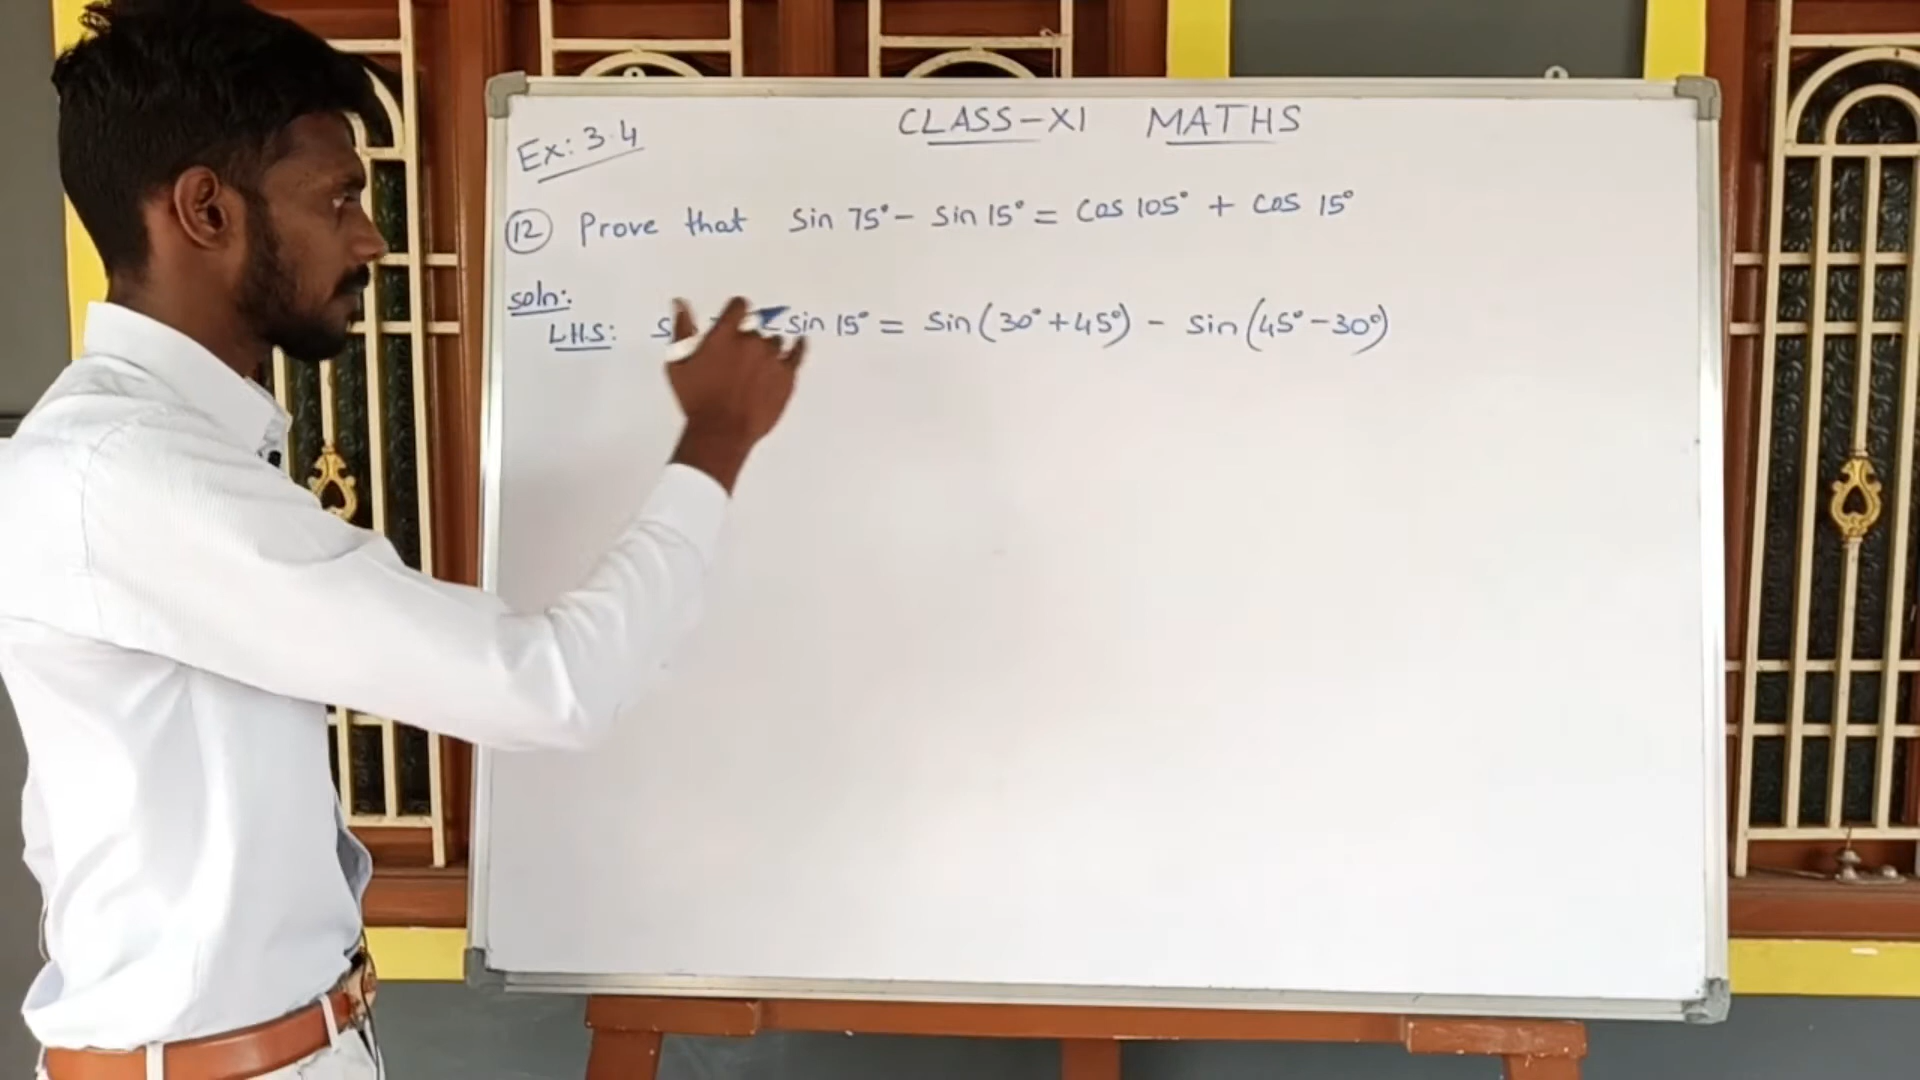 CLASS-XI MATHS
Ex: 3.4
12 Prove that Sin 75° - Sin 15° = Cos 105° + Cos 15°
Soln:
L.H.S: Sin 15° = Sin (30° + 45°) - Sin (45° - 30°)